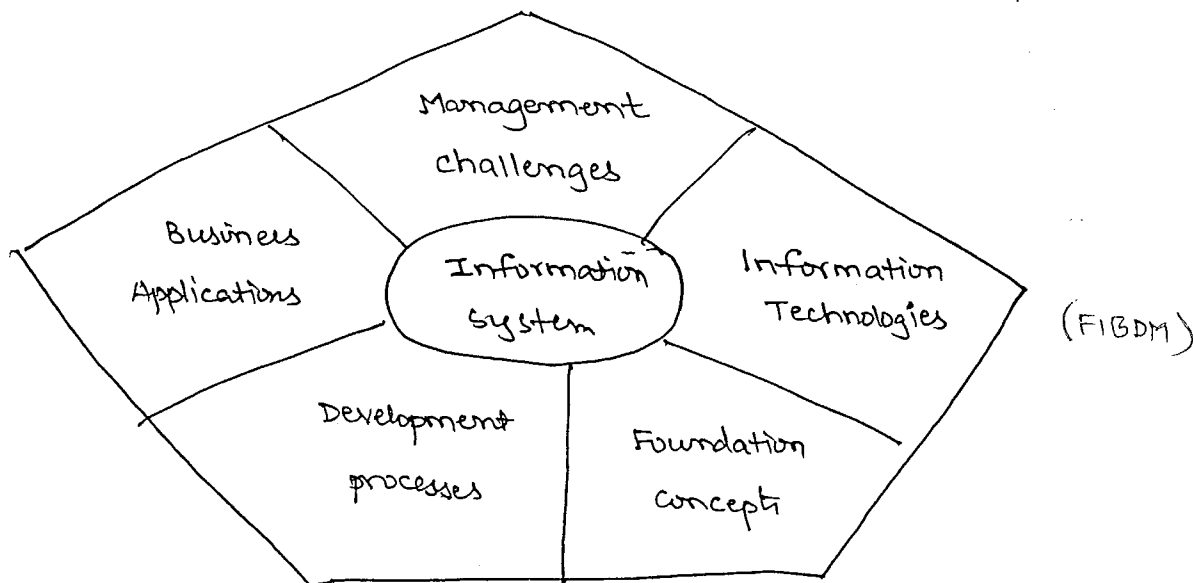 Management
challenges
Business
Applications
Information
system
Information
Technologies
(FIBDM)
Development
processes
Foundation
concepts